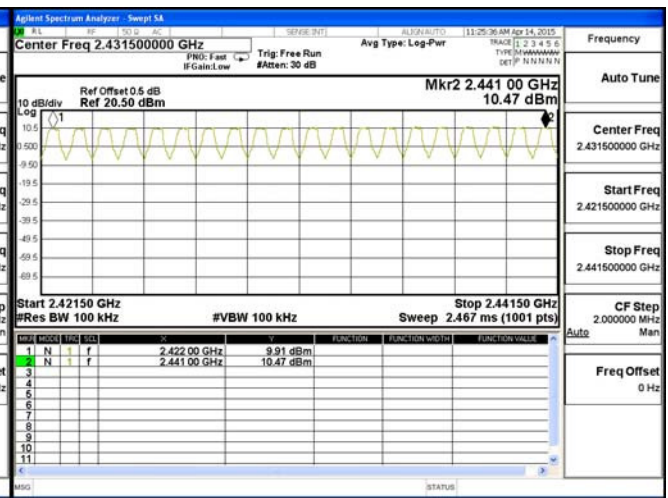 Agilent Spectrum Analyzer - Swept SA
RL RF 50 Ω AC SENSE:INT ALIGN AUTO 11:25:36 AM Apr 14, 2015
Center Freq 2.431500000 GHz
PNO: Fast
IFGain:Low
Trig: Free Run
#Atten: 30 dB
Avg Type: Log-Pwr
TRACE 1 2 3 4 5 6
TYPE
DET P N N N N N
Mkr2 2.441 00 GHz
10.47 dBm
Ref Offset 0.5 dB
Ref 20.50 dBm
10 dB/div
Log
1
2
10.5
0.500
-9.50
-19.5
-29.5
-39.5
-49.5
-59.5
-69.5
Start 2.42150 GHz
Stop 2.44150 GHz
#Res BW 100 kHz
#VBW 100 kHz
Sweep 2.467 ms (1001 pts)
MKR MODE TRC SCL X Y FUNCTION FUNCTION WIDTH FUNCTION VALUE
1 N 1 f 2.422 00 GHz 9.91 dBm
2 N 1 f 2.441 00 GHz 10.47 dBm
3
4
5
6
7
8
9
10
11
MSG
STATUS
Frequency
Auto Tune
Center Freq
2.431500000 GHz
Start Freq
2.421500000 GHz
Stop Freq
2.441500000 GHz
CF Step
2.000000 MHz
Auto Man
Freq Offset
0 Hz